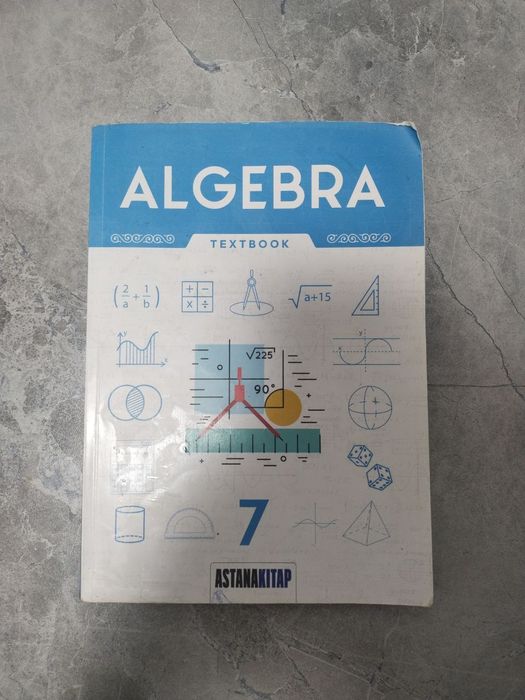 ALGEBRA
TEXTBOOK
(2/a + 1/b)
+ −
x ÷
√a+15
y
x
y
x
√225
90°
7
ASTANAKITAP